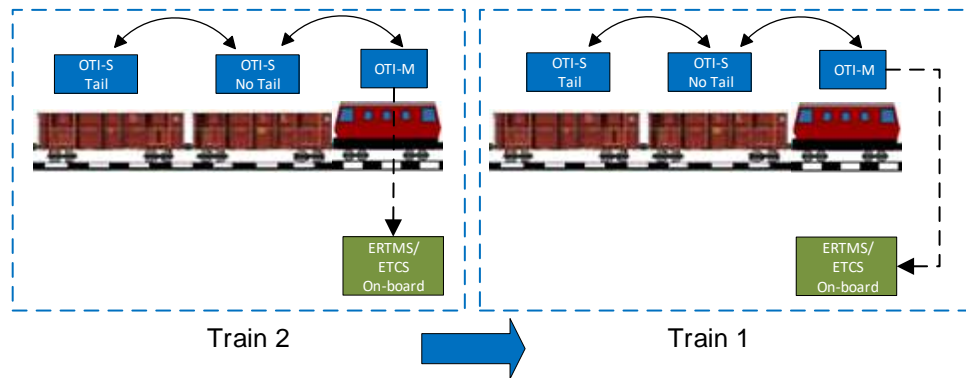 OTI-S
Tail
OTI-S
No Tail
OTI-M
ERTMS/
ETCS
On-board
Train 2
OTI-S
Tail
OTI-S
No Tail
OTI-M
ERTMS/
ETCS
On-board
Train 1